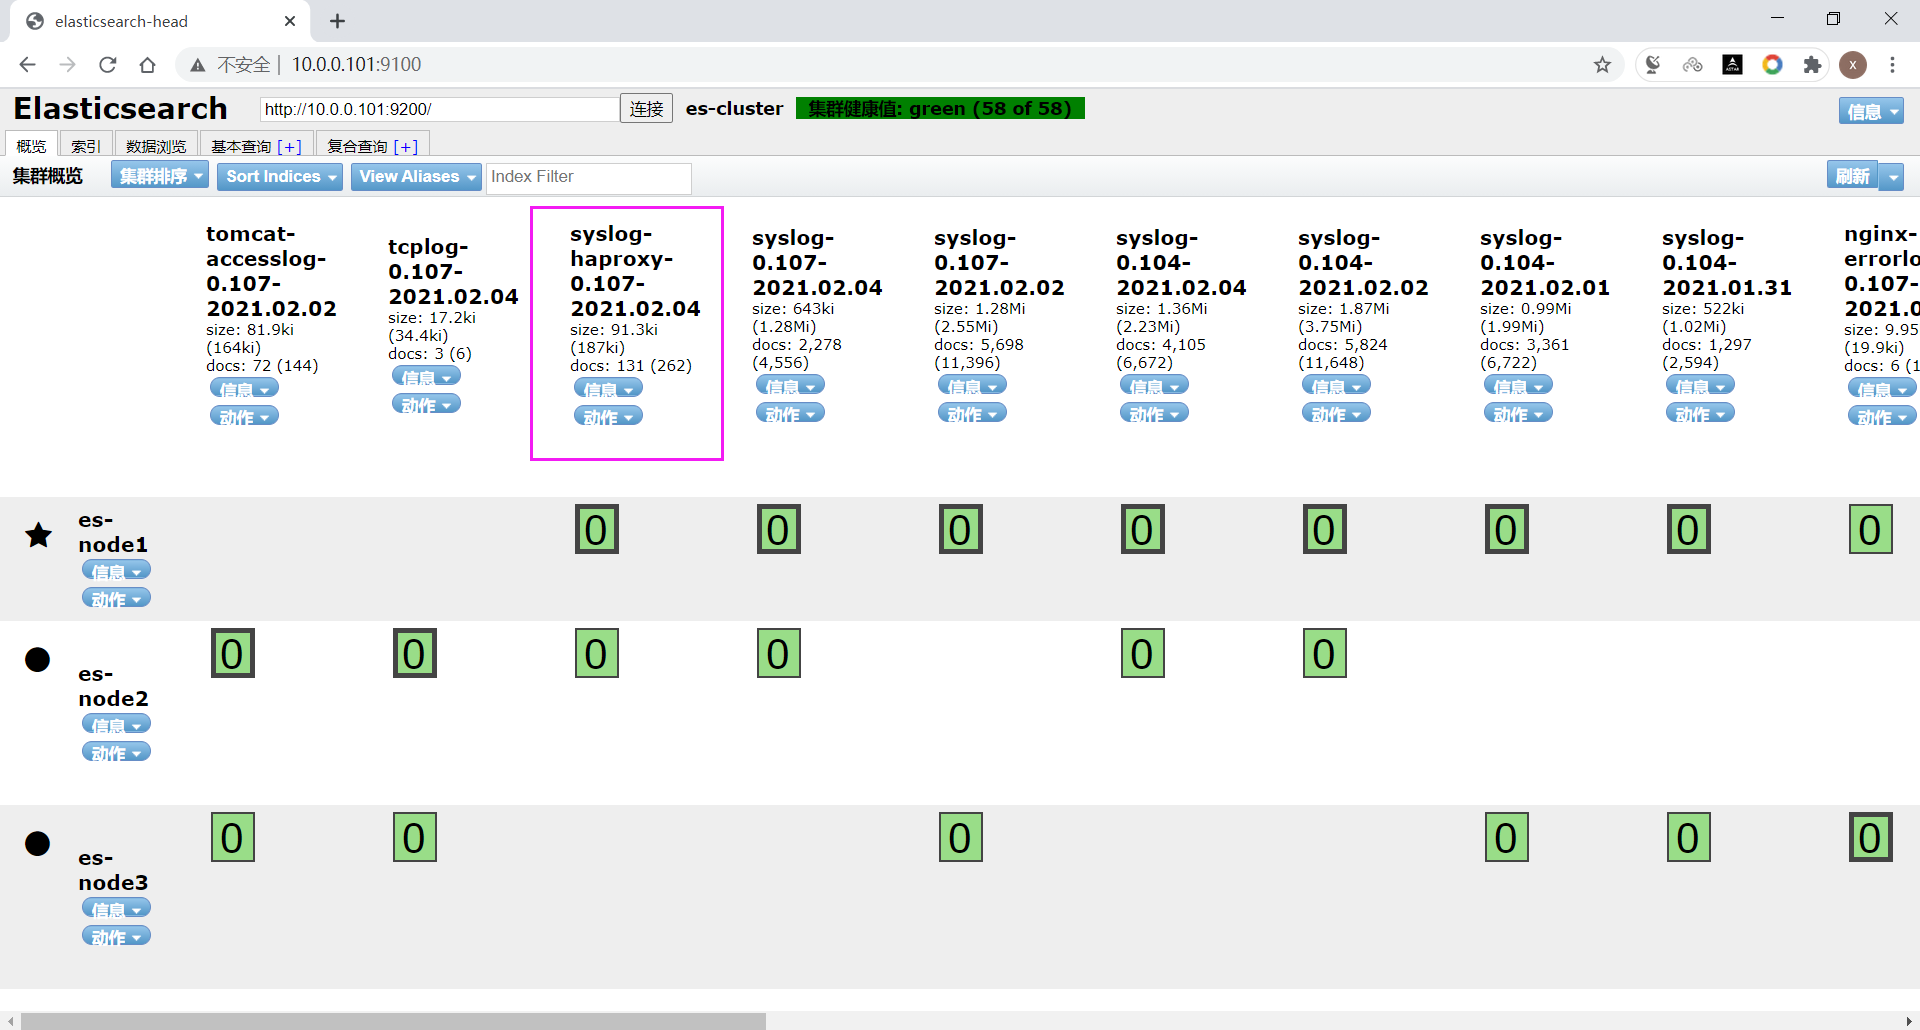 elasticsearch-head
不安全 10.0.0.101:9100
X
Elasticsearch
http://10.0.0.101:9200/
连接
es-cluster
集群健康值: green (58 of 58)
信息
概览
索引
数据浏览
基本查询 [+]
复合查询 [+]
集群概览
集群排序
Sort Indices
View Aliases
Index Filter
刷新
tomcat-
accesslog-
0.107-
2021.02.02
size: 81.9ki
(164ki)
docs: 72 (144)
信息
动作
tcplog-
0.107-
2021.02.04
size: 17.2ki
(34.4ki)
docs: 3 (6)
信息
动作
syslog-
haproxy-
0.107-
2021.02.04
size: 91.3ki
(187ki)
docs: 131 (262)
信息
动作
syslog-
0.107-
2021.02.04
size: 643ki
(1.28Mi)
docs: 2,278
(4,556)
信息
动作
syslog-
0.107-
2021.02.02
size: 1.28Mi
(2.55Mi)
docs: 5,698
(11,396)
信息
动作
syslog-
0.104-
2021.02.04
size: 1.36Mi
(2.23Mi)
docs: 4,105
(6,672)
信息
动作
syslog-
0.104-
2021.02.02
size: 1.87Mi
(3.75Mi)
docs: 5,824
(11,648)
信息
动作
syslog-
0.104-
2021.02.01
size: 0.99Mi
(1.99Mi)
docs: 3,361
(6,722)
信息
动作
syslog-
0.104-
2021.01.31
size: 522ki
(1.02Mi)
docs: 1,297
(2,594)
信息
动作
nginx-
errorlo
0.107-
2021.0
size: 9.95
(19.9ki)
docs: 6 (1
信息
动作
es-
node1
信息
动作
0 0 0 0 0 0 0 0
es-
node2
信息
动作
0 0 0 0 0 0
es-
node3
信息
动作
0 0 0 0 0 0